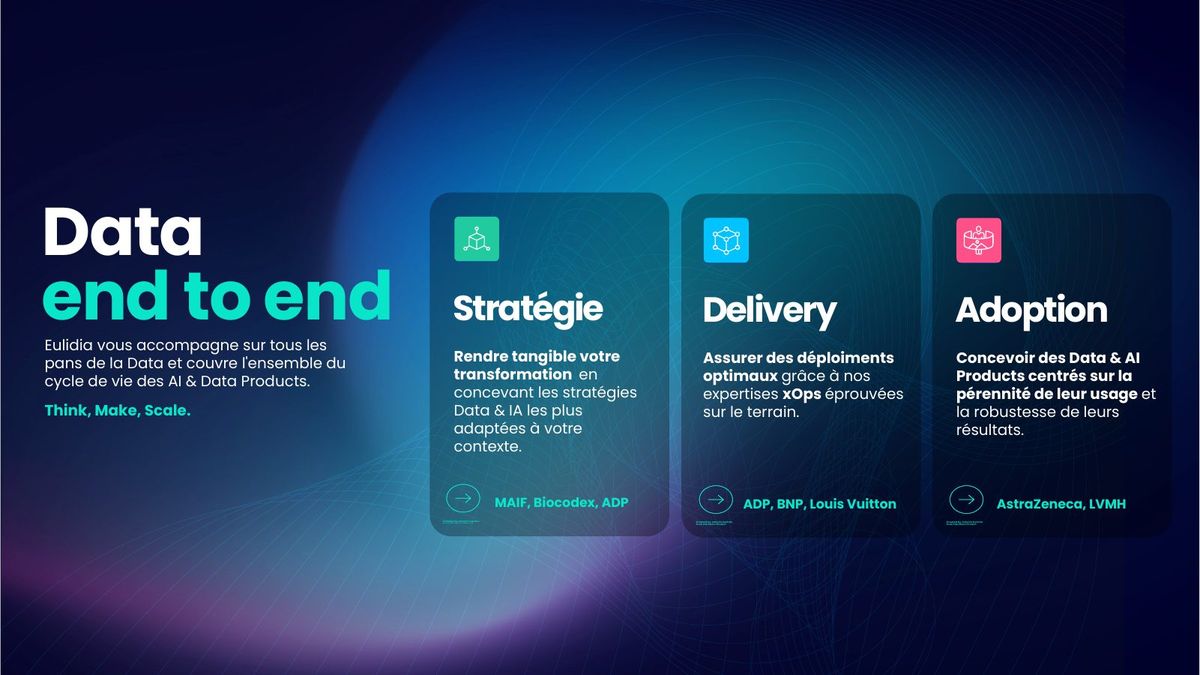 Data
end to end
Eulidia vous accompagne sur tous les
pans de la Data et couvre l'ensemble du
cycle de vie des AI & Data Products.
Think, Make, Scale.
Stratégie
Rendre tangible votre
transformation en
concevant les stratégies
Data & IA les plus
adaptées à votre
contexte.
MAIF, Biocodex, ADP
Delivery
Assurer des déploiments
optimaux grâce à nos
expertises xOps éprouvées
sur le terrain.
ADP, BNP, Louis Vuitton
Adoption
Concevoir des Data & AI
Products centrés sur la
pérennité de leur usage et
la robustesse de leurs
résultats.
AstraZeneca, LVMH